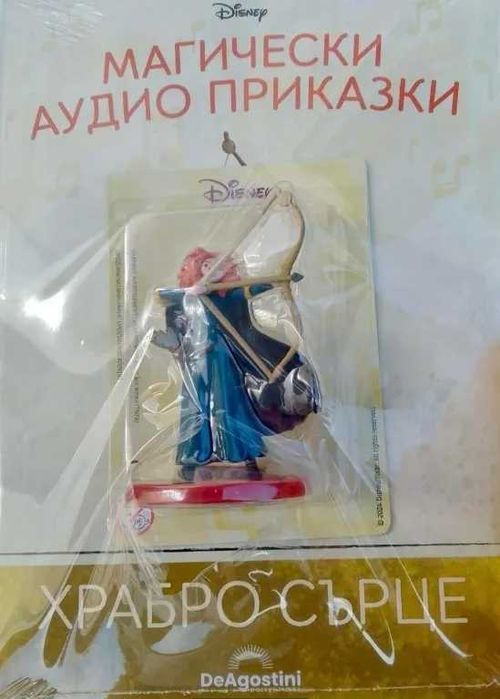 Disney
МАГИЧЕСКИ
АУДИО ПРИКАЗКИ
Disney
ХРАБРО СЪРЦЕ
DeAgostini